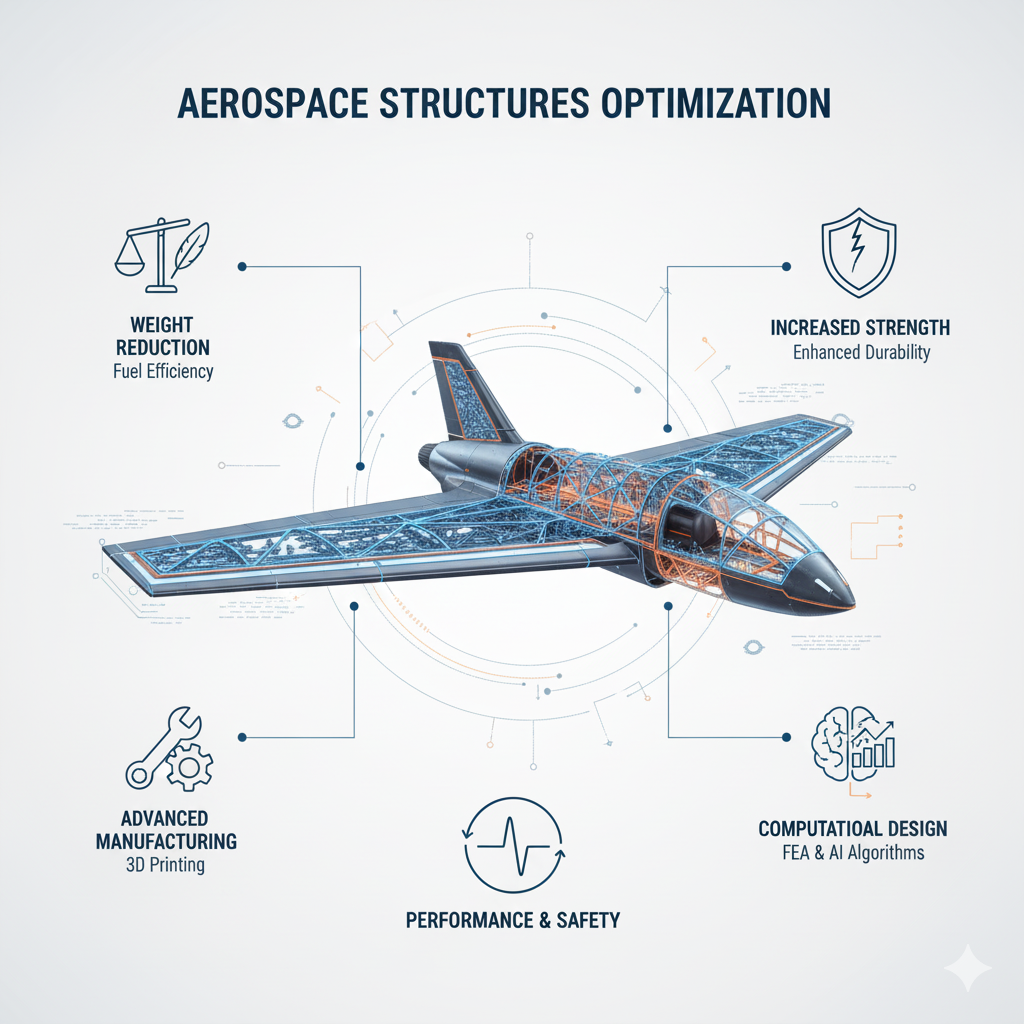 AEROSPACE STRUCTURES OPTIMIZATION
WEIGHT
REDUCTION
Fuel Efficiency
INCREASED STRENGTH
Enhanced Durability
ADVANCED
MANUFACTURING
3D Printing
COMPUTATIOAL DESIGN
FEA & AI Algorithms
PERFORMANCE & SAFETY